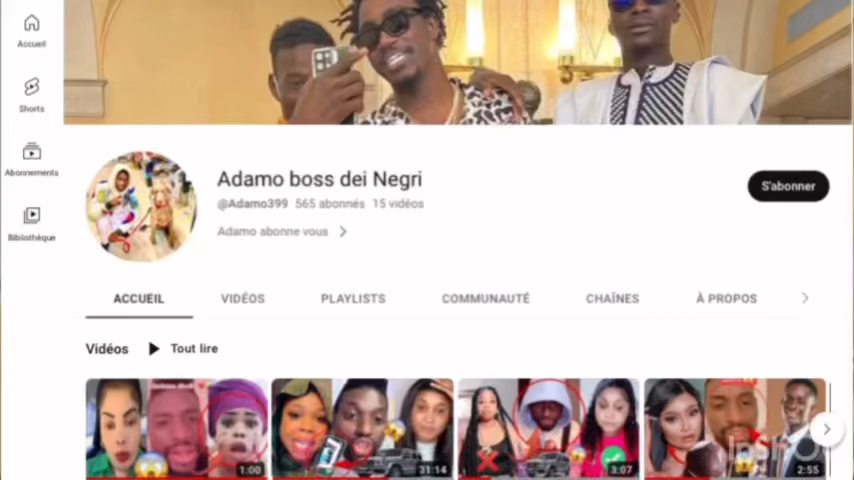 Accueil
Shorts
Abonnements
Bibliothèque
Adamo boss dei Negri
@Adamo399 565 abonnés 15 vidéos
Adamo abonne vous
S'abonner
ACCUEIL VIDÉOS PLAYLISTS COMMUNAUTÉ CHAÎNES À PROPOS
Vidéos Tout lire
1:00 31:14 3:07 2:55
InShOt